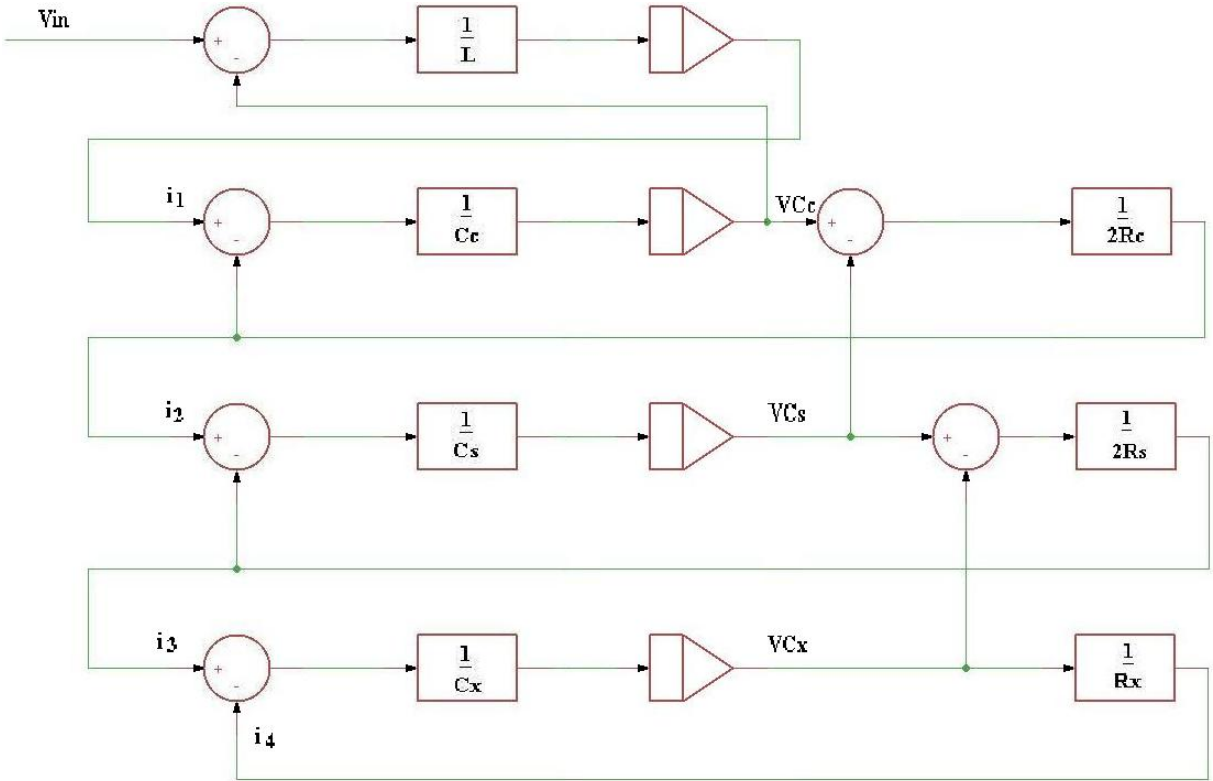 Vin
+
-
1
L
i1
+
-
1
Cc
VCc
+
-
1
2Rc
i2
+
-
1
Cs
VCs
+
-
1
2Rs
i3
+
-
1
Cx
VCx
1
Rx
i4